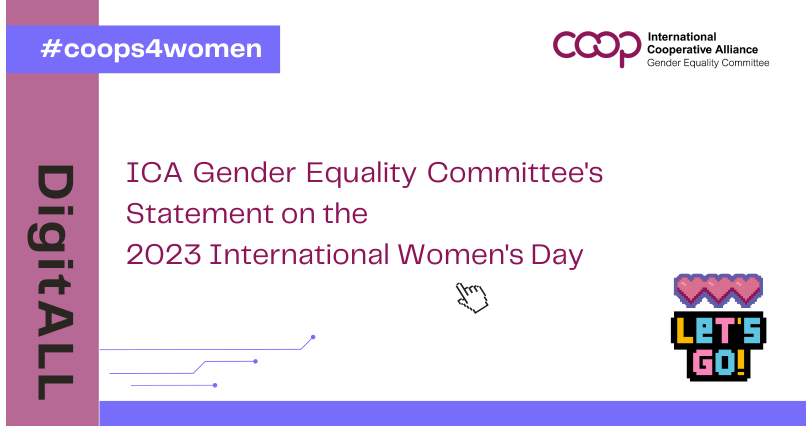 #coops4women
coop
International
Cooperative Alliance
Gender Equality Committee
DigitALL
ICA Gender Equality Committee's
Statement on the
2023 International Women's Day
LeT'S
GO!